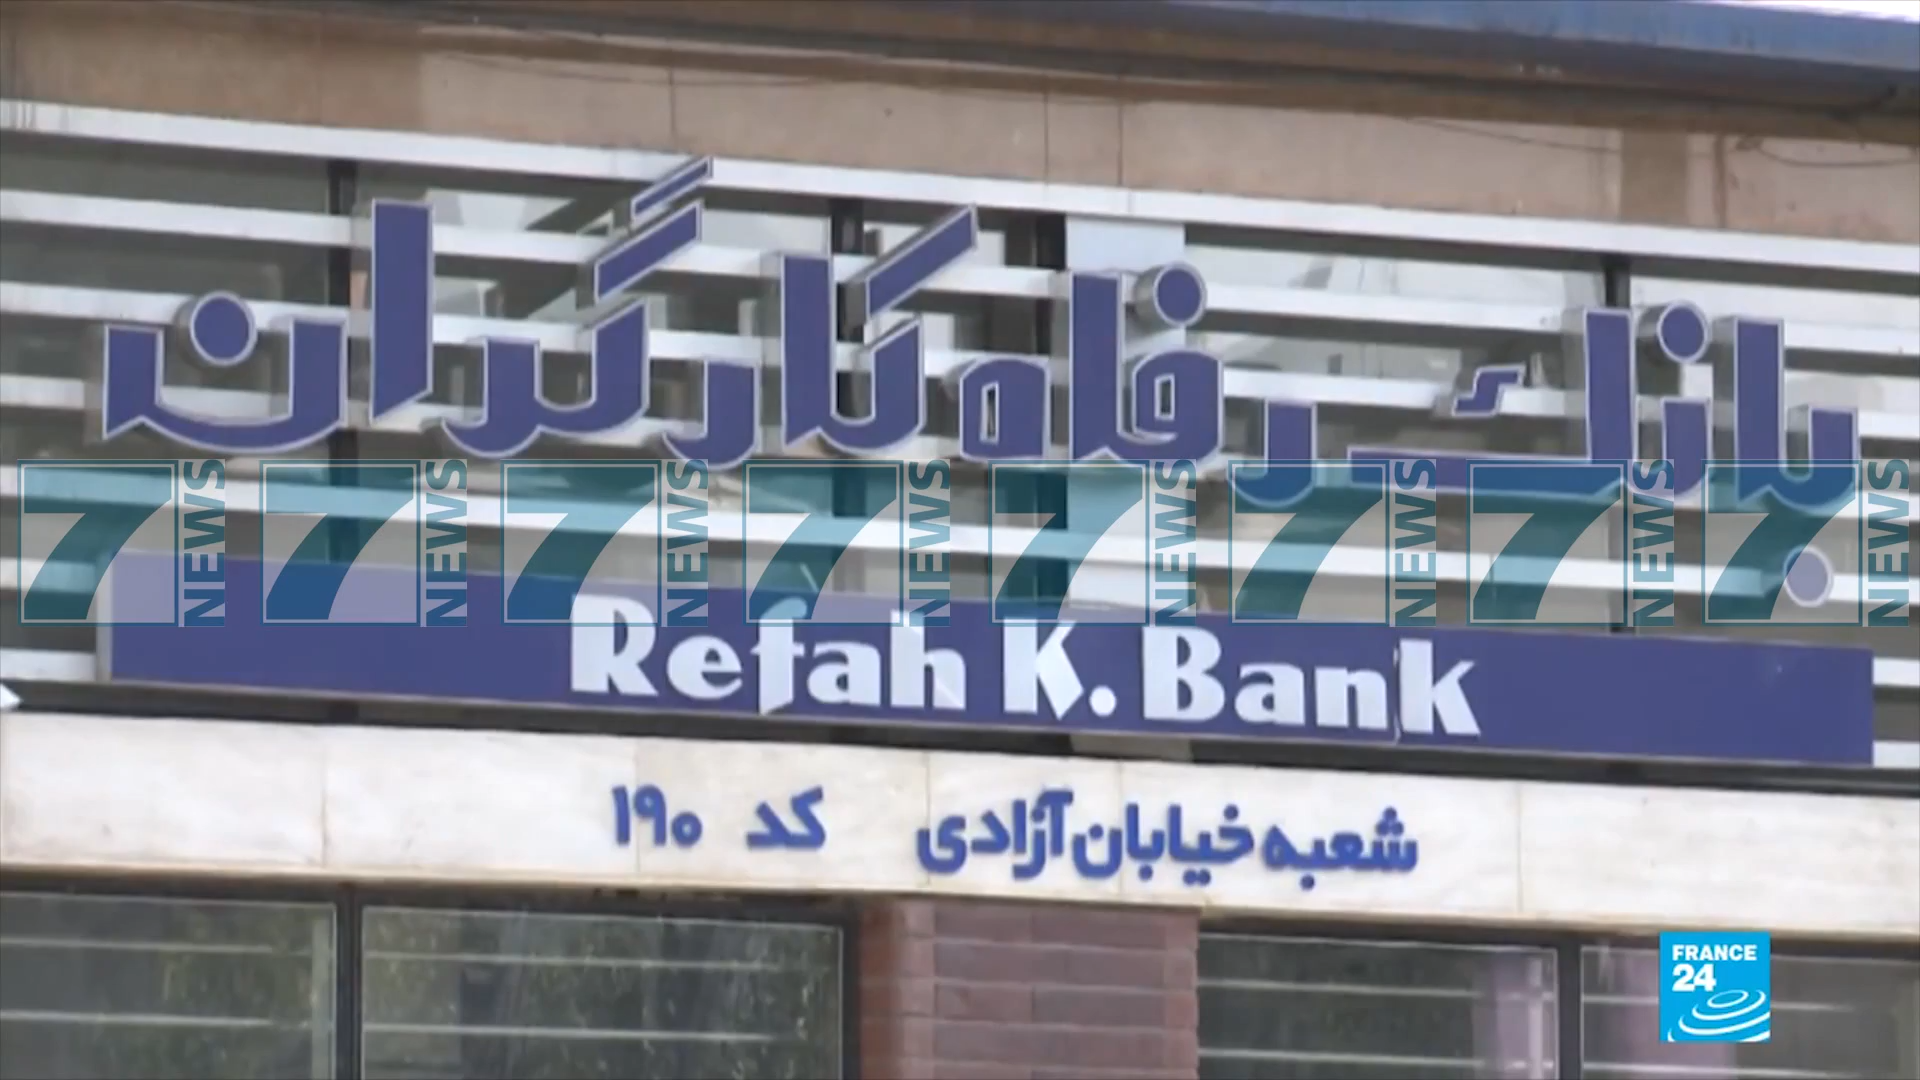 بانک رفاه کارگران
7 NEWS 7 NEWS 7 NEWS 7 NEWS 7 NEWS 7 NEWS 7 NEWS 7 NEWS
Refah K. Bank
شعبه خیابان آزادی کد ۱۹۰
FRANCE
24